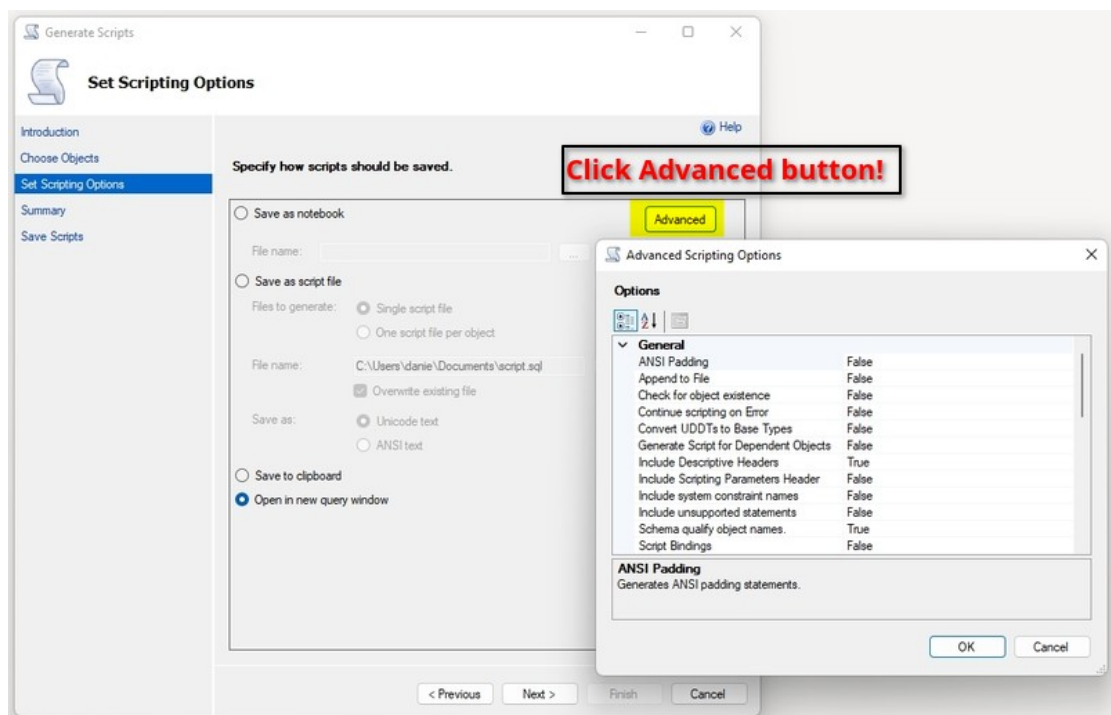 Generate Scripts
Set Scripting Options
Help
Introduction
Choose Objects
Set Scripting Options
Summary
Save Scripts
Specify how scripts should be saved.
Click Advanced button!
Save as notebook
Advanced
File name:
...
Save as script file
Files to generate:
Single script file
One script file per object
File name:
C:\Users\danie\Documents\script.sql
Overwrite existing file
Save as:
Unicode text
ANSI text
Save to clipboard
Open in new query window
< Previous
Next >
Finish
Cancel
Advanced Scripting Options
Options
General
ANSI Padding False
Append to File False
Check for object existence False
Continue scripting on Error False
Convert UDDTs to Base Types False
Generate Script for Dependent Objects False
Include Descriptive Headers True
Include Scripting Parameters Header False
Include system constraint names False
Include unsupported statements False
Schema qualify object names. True
Script Bindings False
ANSI Padding
Generates ANSI padding statements.
OK
Cancel